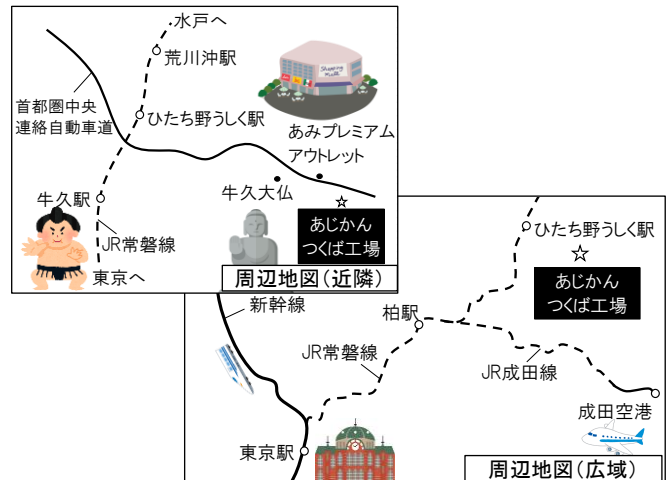 水戸へ
荒川沖駅
Shopping
Mall
首都圏中央
連絡自動車道
ひたち野うしく駅
あみプレミアム
アウトレット
牛久大仏
牛久駅
あじかん
つくば工場
JR常磐線
東京へ
周辺地図(近隣)
ひたち野うしく駅
あじかん
つくば工場
新幹線
柏駅
JR常磐線
JR成田線
成田空港
東京駅
周辺地図(広域)